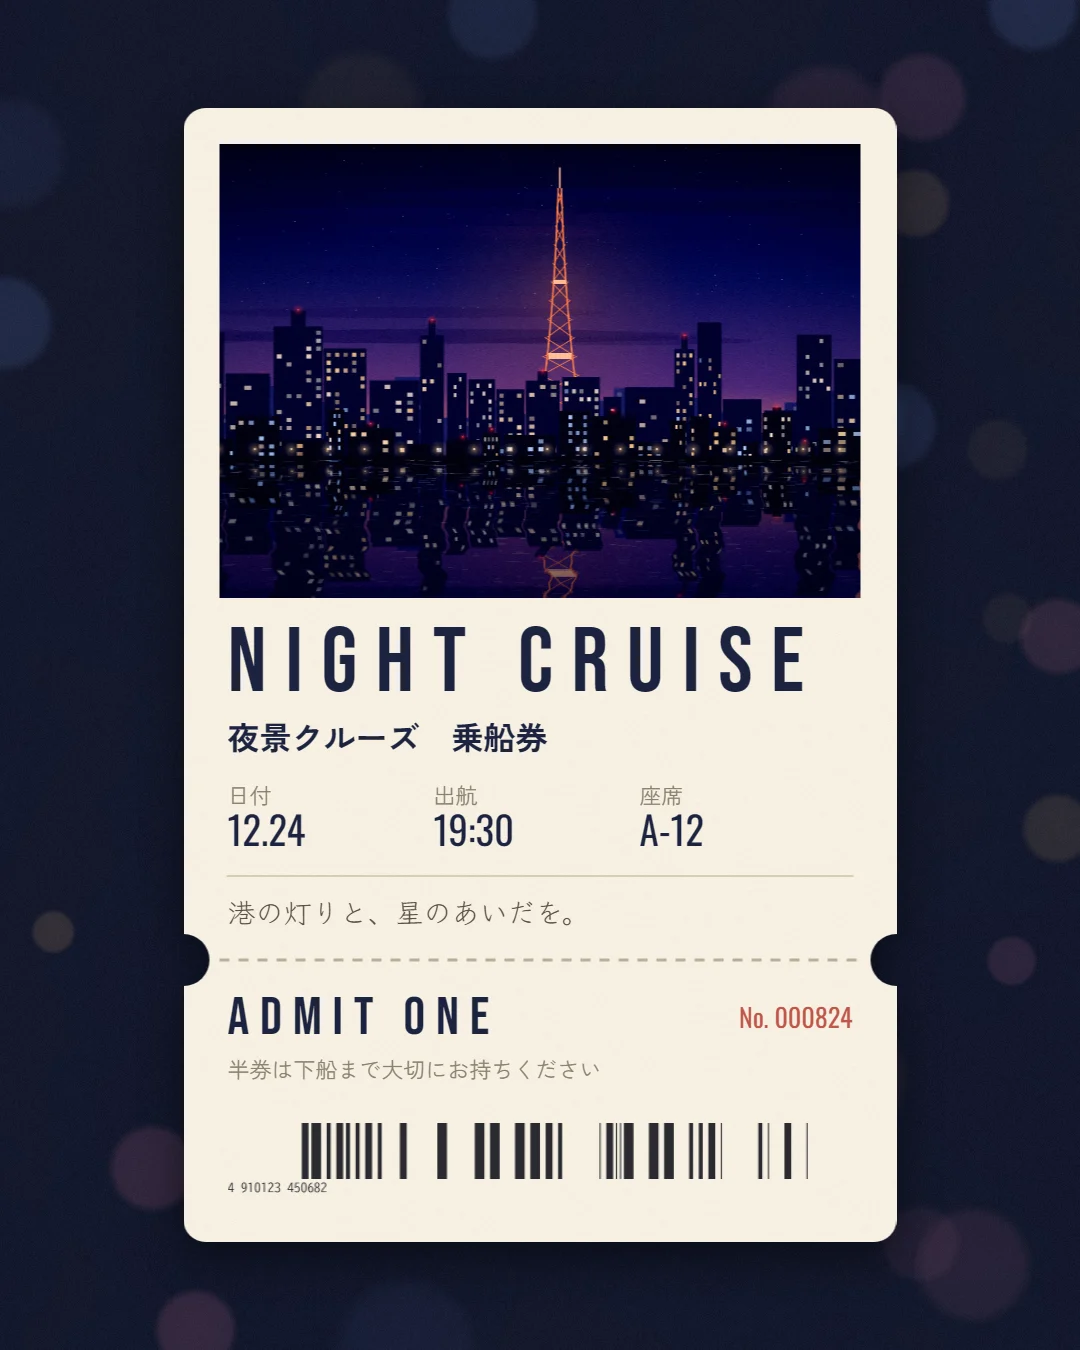 NIGHT CRUISE
夜景クルーズ　乗船券
日付 出航 座席
12.24 19:30 A-12
港の灯りと、星のあいだを。
ADMIT ONE No. 000824
半券は下船まで大切にお持ちください
4 910123 450682